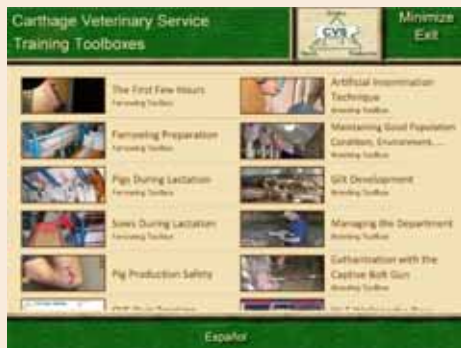 Carthage Veterinary Service
Training Toolboxes
CVS
Minimize
Exit
The First Few Hours
Farrowing Toolbox
Farrowing Preparation
Farrowing Toolbox
Pigs During Lactation
Farrowing Toolbox
Sows During Lactation
Farrowing Toolbox
Pig Production Safety
Artificial Insemination
Technique
Breeding Toolbox
Maintaining Good Population
Condition, Environment, ...
Breeding Toolbox
Gilt Development
Breeding Toolbox
Managing the Department
Breeding Toolbox
Euthanization with the
Captive Bolt Gun
Breeding Toolbox
Español